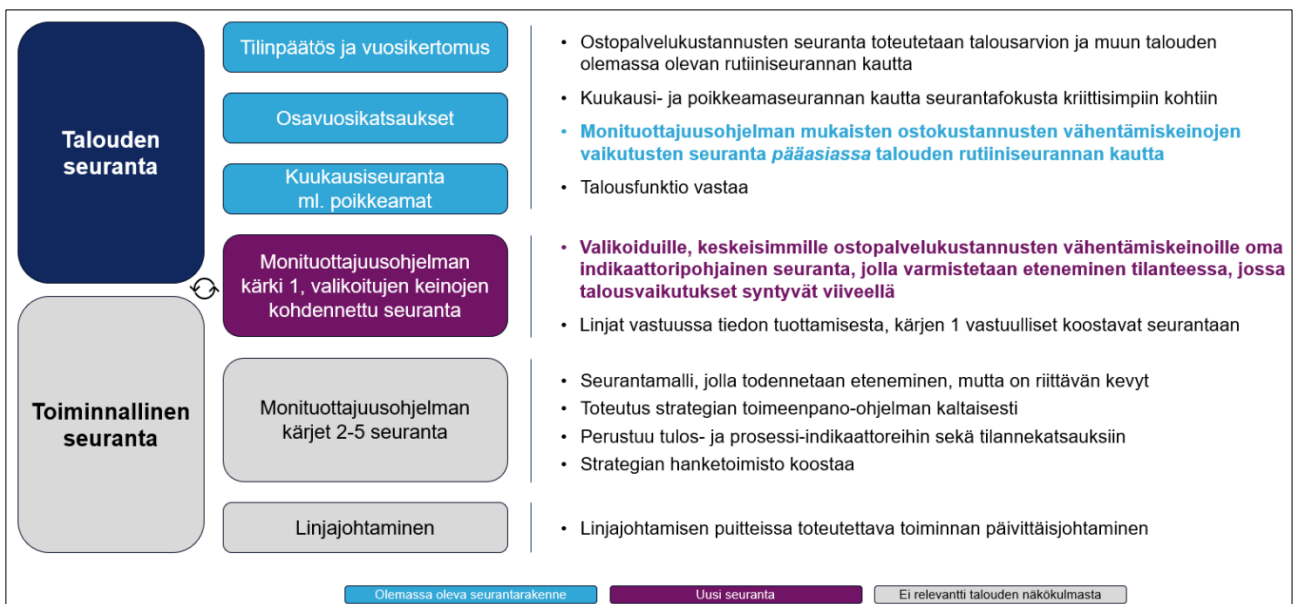 Talouden
seuranta
Tilinpäätös ja vuosikertomus
Osavuosikatsaukset
Kuukausiseuranta
ml. poikkeamat
• Ostopalvelukustannusten seuranta toteutetaan talousarvion ja muun talouden
olemassa olevan rutiiniseurannan kautta
• Kuukausi- ja poikkeamaseurannan kautta seurantafokusta kriittisimpiin kohtiin
• Monituottajuusohjelman mukaisten ostokustannusten vähentämiskeinojen
vaikutusten seuranta pääasiassa talouden rutiiniseurannan kautta
• Talousfunktio vastaa
Monituottajuusohjelman
kärki 1, valikoitujen keinojen
kohdennettu seuranta
• Valikoiduille, keskeisimmille ostopalvelukustannusten vähentämiskeinoille oma
indikaattoripohjainen seuranta, jolla varmistetaan eteneminen tilanteessa, jossa
talousvaikutukset syntyvät viiveellä
• Linjat vastuussa tiedon tuottamisesta, kärjen 1 vastuulliset koostavat seurantaan
Toiminnallinen
seuranta
Monituottajuusohjelman
kärjet 2-5 seuranta
• Seurantamalli, jolla todennetaan eteneminen, mutta on riittävän kevyt
• Toteutus strategian toimeenpano-ohjelman kaltaisesti
• Perustuu tulos- ja prosessi-indikaattoreihin sekä tilannekatsauksiin
• Strategian hanketoimisto koostaa
Linjajohtaminen
• Linjajohtamisen puitteissa toteutettava toiminnan päivittäisjohtaminen
Olemassa oleva seurantarakenne
Uusi seuranta
Ei relevantti talouden näkökulmasta